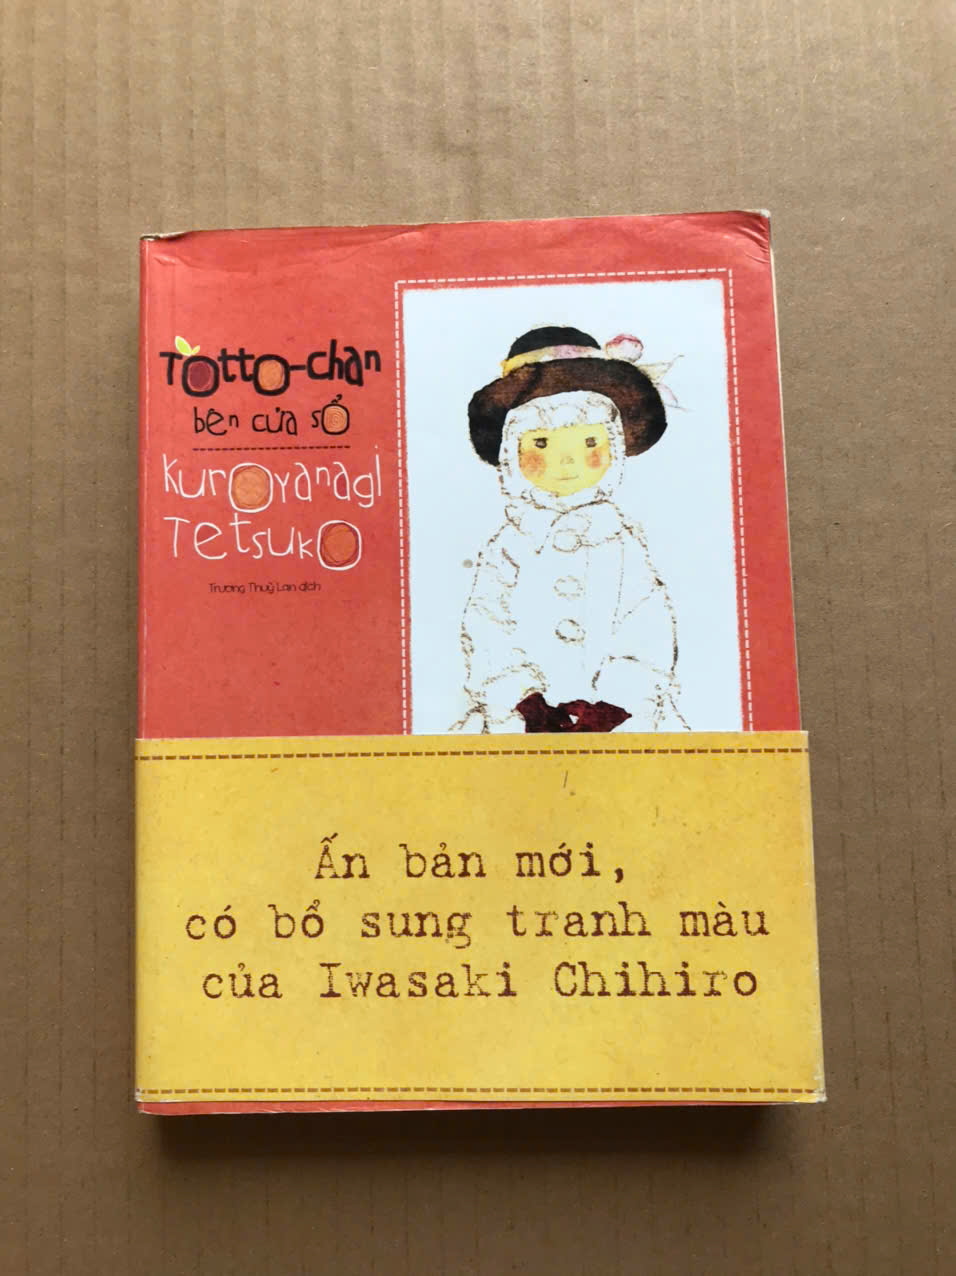 Totto-chan
bên cửa sổ
Kuroyanagi
Tetsuko
Trương Thuỳ Lan dịch
Ấn bản mới,
có bổ sung tranh màu
của Iwasaki Chihiro